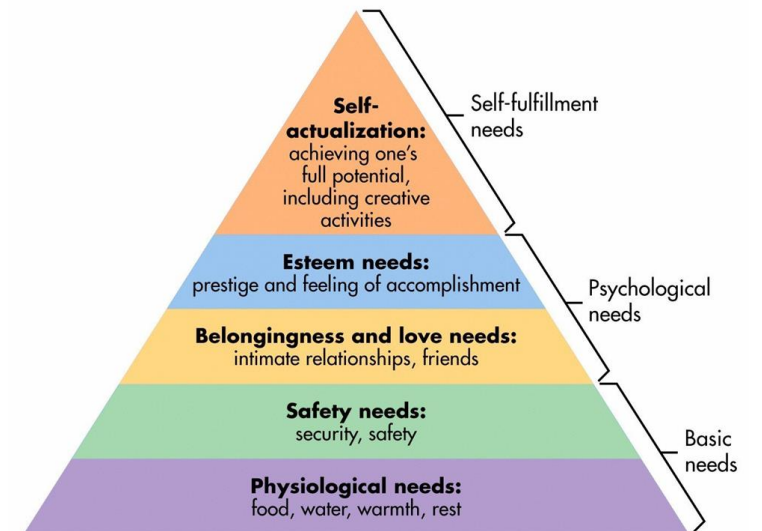 Self-
actualization:
achieving one's
full potential,
including creative
activities
Self-fulfillment
needs
Esteem needs:
prestige and feeling of accomplishment
Psychological
needs
Belongingness and love needs:
intimate relationships, friends
Safety needs:
security, safety
Basic
needs
Physiological needs:
food, water, warmth, rest